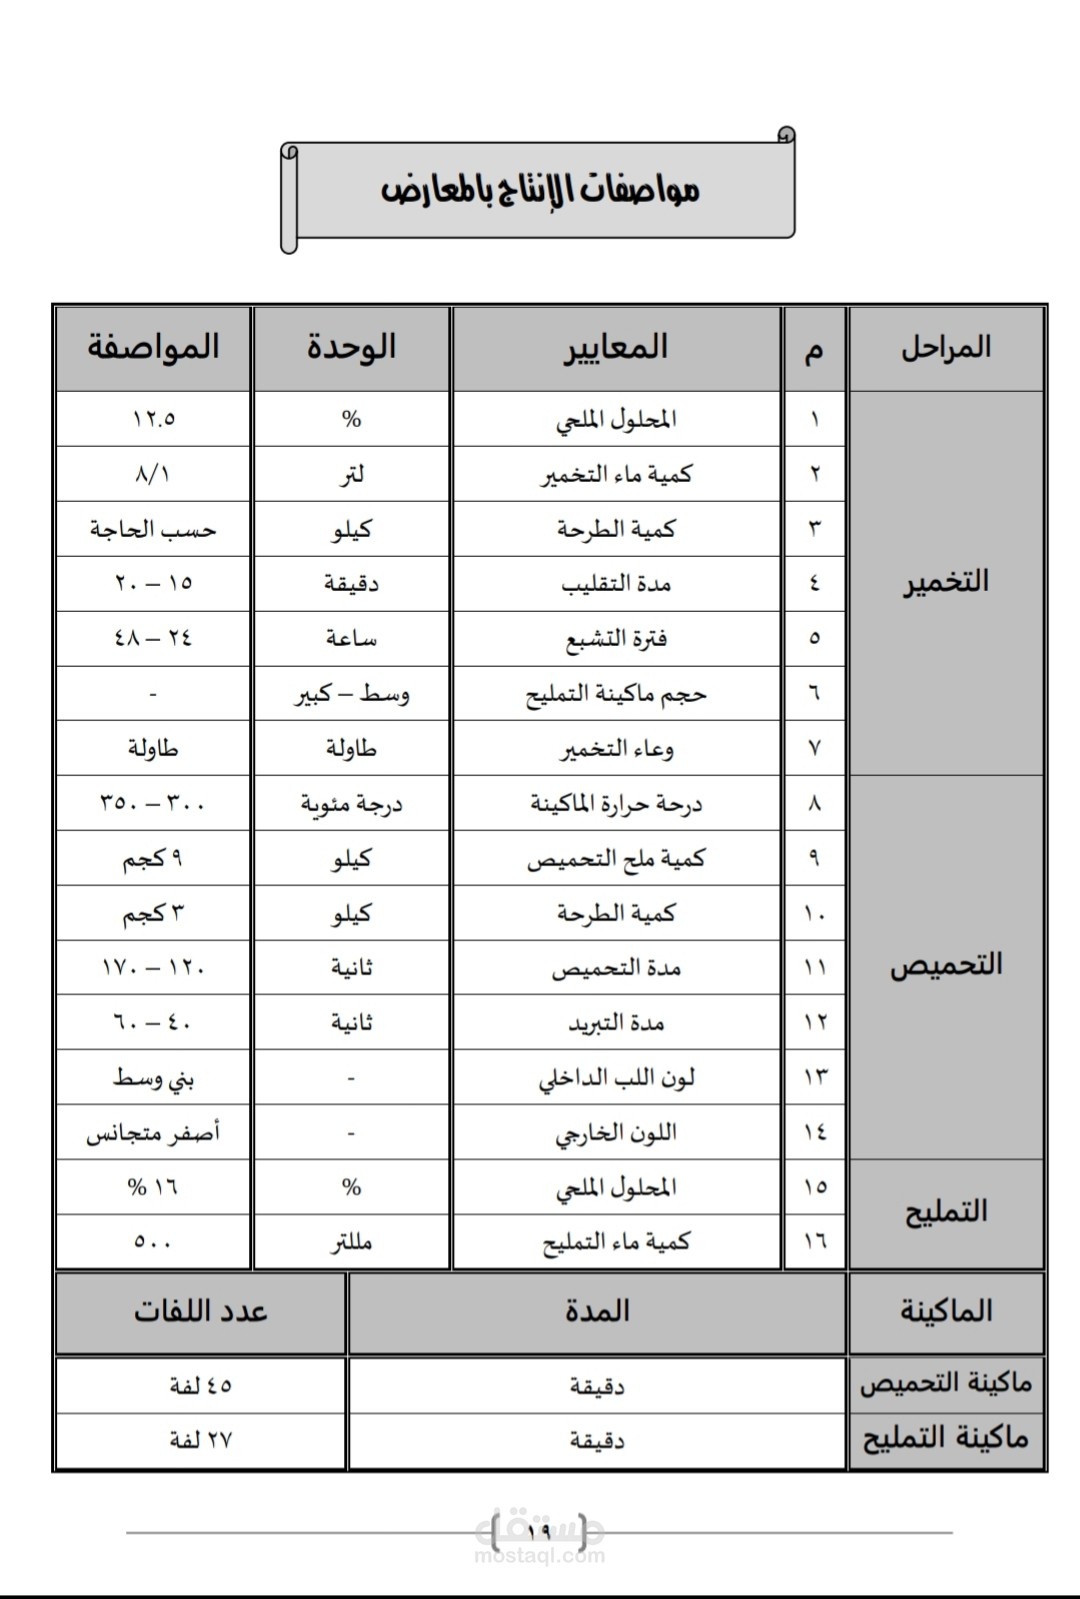 مواصفات الإنتاج بالمعارض
المراحل م المعايير الوحدة المواصفة
التخمير
١ المحلول الملحي % ١٢.٥
٢ كمية ماء التخمير لتر ٨/١
٣ كمية الطرحة كيلو حسب الحاجة
٤ مدة التقليب دقيقة ١٥ – ٢٠
٥ فترة التشبع ساعة ٢٤ – ٤٨
٦ حجم ماكينة التمليح وسط – كبير -
٧ وعاء التخمير طاولة طاولة
التحميص
٨ درحة حرارة الماكينة درجة مئوية ٣٠٠ – ٣٥٠
٩ كمية ملح التحميص كيلو ٩ كجم
١٠ كمية الطرحة كيلو ٣ كجم
١١ مدة التحميص ثانية ١٢٠ – ١٧٠
١٢ مدة التبريد ثانية ٤٠ – ٦٠
١٣ لون اللب الداخلي - بني وسط
١٤ اللون الخارجي - أصفر متجانس
التمليح
١٥ المحلول الملحي % ١٦ %
١٦ كمية ماء التمليح مللتر ٥٠٠
الماكينة المدة عدد اللفات
ماكينة التحميص دقيقة ٤٥ لفة
ماكينة التمليح دقيقة ٢٧ لفة
١٩
مستقل
mostaql.com